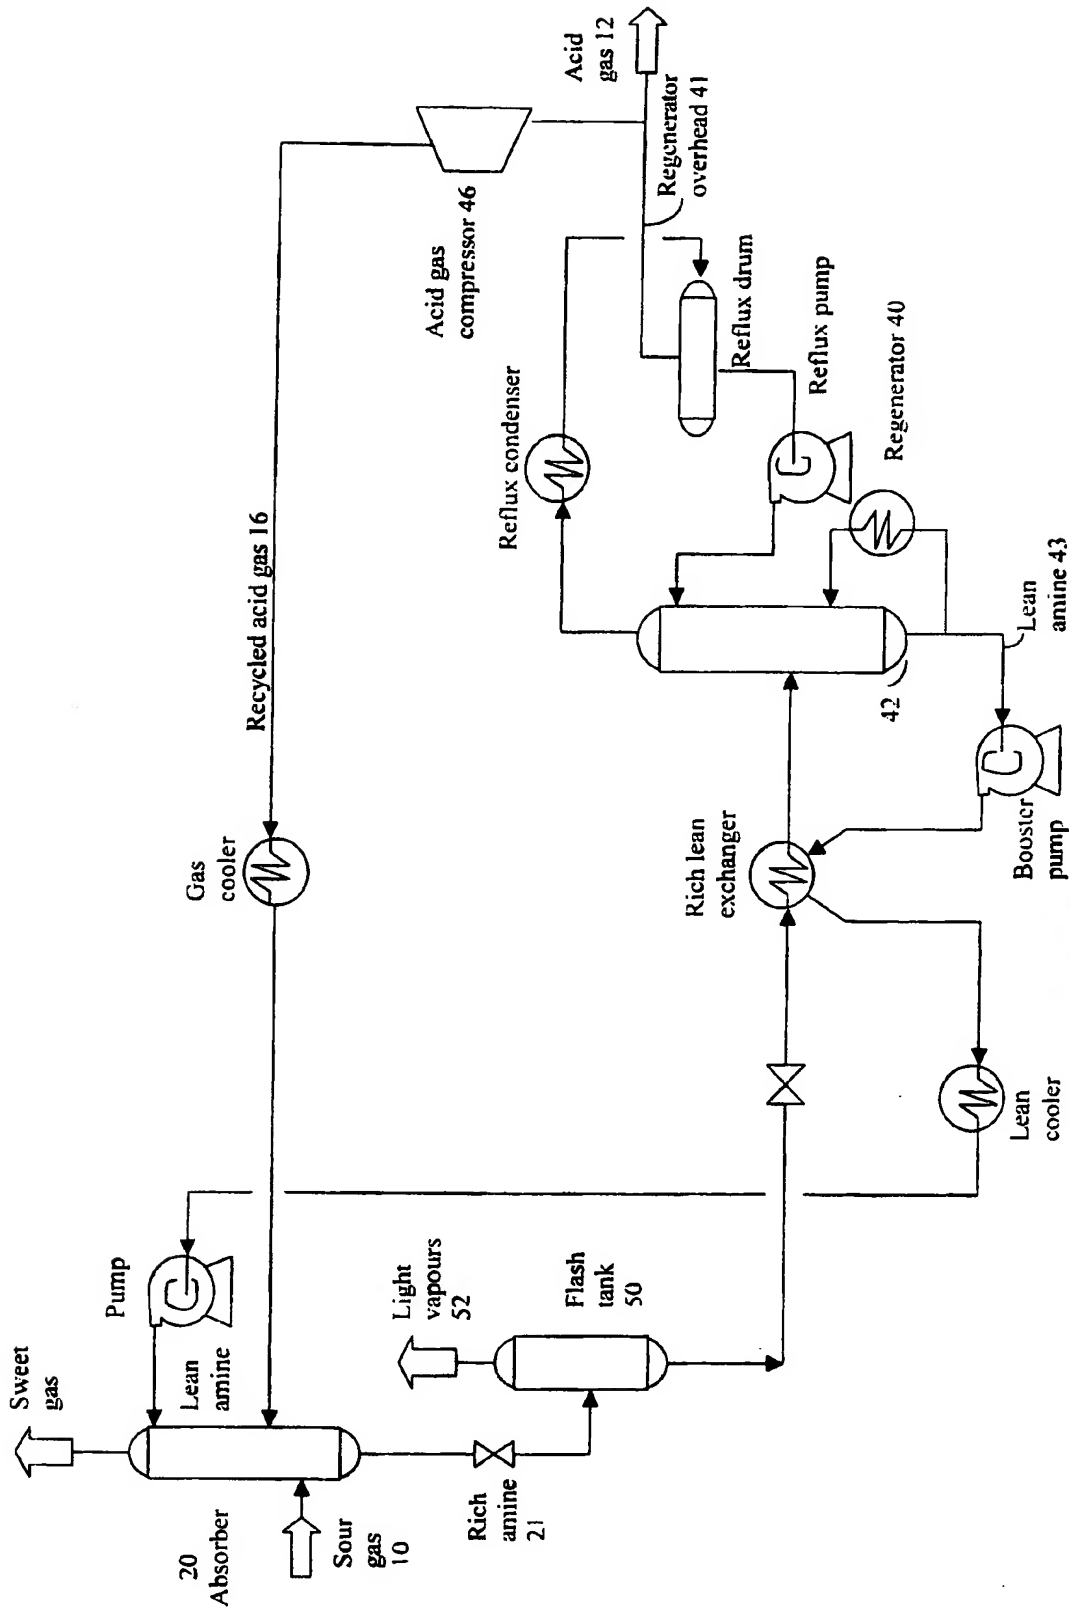 Sweet
gas
Pump
Lean
amine
20
Absorber
Sour
gas
10
Rich
amine
21
Light
vapours
52
Flash
tank
50
Gas
cooler
Recycled acid gas 16
Acid gas
compressor 46
Acid
gas 12
Regenerator
overhead 41
Reflux condenser
Reflux drum
Reflux pump
Regenerator 40
Rich lean
exchanger
42
Lean
amine 43
Booster
pump
Lean
cooler